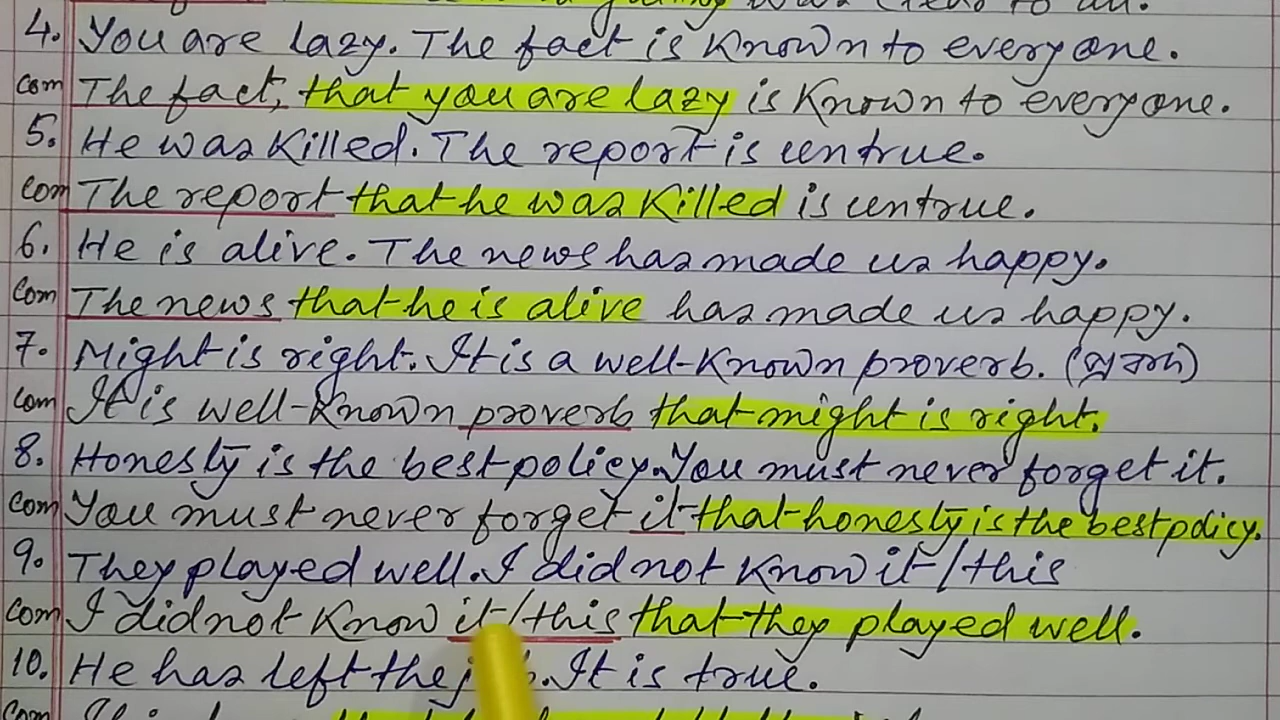 to all.
4. You are lazy. The fact is known to everyone.
Com The fact, that you are lazy is known to everyone.
5. He was killed. The report is untrue.
Com The report that he was killed is untrue.
6. He is alive. The news has made us happy.
Com The news that he is alive has made us happy.
7. Might is right. It is a well-known proverb. (প্রবাদ)
Com It is well-known proverb that might is right.
8. Honesty is the best policy. You must never forget it.
Com You must never forget it that honesty is the best policy.
9. They played well. I did not know it/this
Com I did not know it/this that they played well.
10. He has left the . It is true.
Com